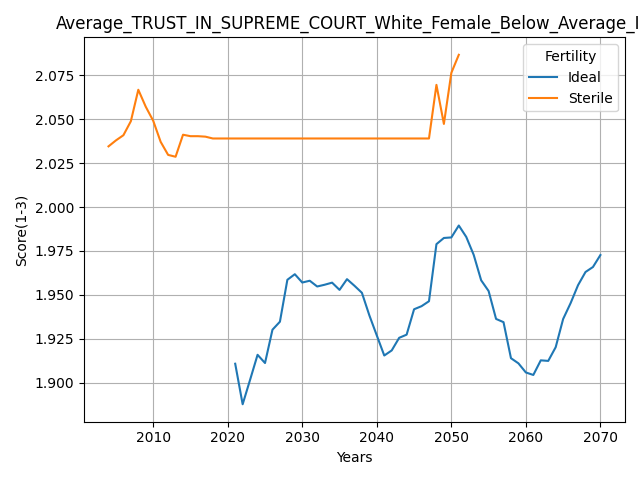 Average_TRUST_IN_SUPREME_COURT_White_Female_Below_Average_I
Fertility
Ideal
Sterile
Score(1-3)
2.075
2.050
2.025
2.000
1.975
1.950
1.925
1.900
2010 2020 2030 2040 2050 2060 2070
Years